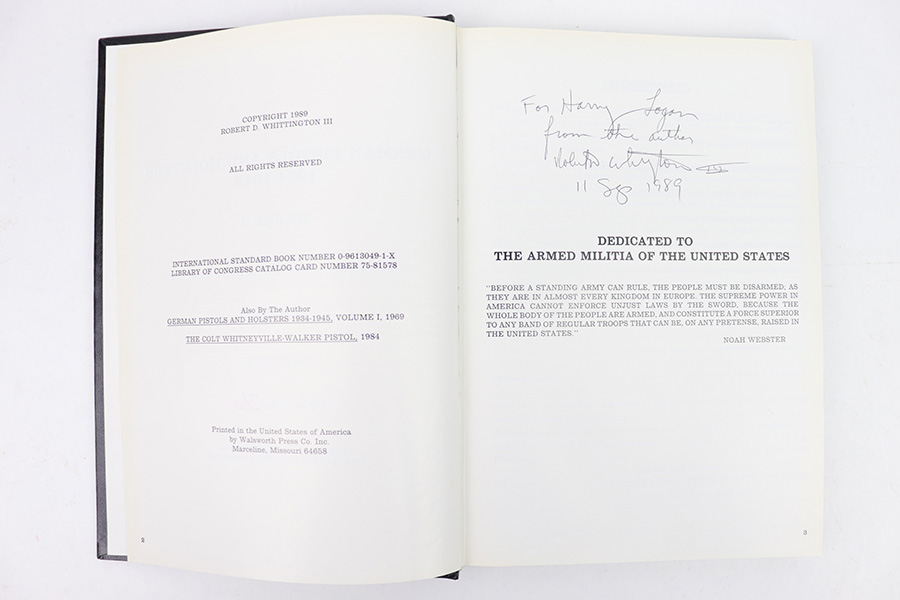 COPYRIGHT 1989
ROBERT D. WHITTINGTON III
ALL RIGHTS RESERVED
INTERNATIONAL STANDARD BOOK NUMBER 0-9613049-1-X
LIBRARY OF CONGRESS CATALOG CARD NUMBER 75-81578
Also By The Author
GERMAN PISTOLS AND HOLSTERS 1934-1945, VOLUME I, 1969
THE COLT WHITNEYVILLE-WALKER PISTOL, 1984
Printed in the United States of America
by Walsworth Press Co. Inc.
Marceline, Missouri 64658
For Harry Logan
from the author
III
11 Sep 1989
DEDICATED TO
THE ARMED MILITIA OF THE UNITED STATES
"BEFORE A STANDING ARMY CAN RULE, THE PEOPLE MUST BE DISARMED; AS
THEY ARE IN ALMOST EVERY KINGDOM IN EUROPE. THE SUPREME POWER IN
AMERICA CANNOT ENFORCE UNJUST LAWS BY THE SWORD, BECAUSE THE
WHOLE BODY OF THE PEOPLE ARE ARMED, AND CONSTITUTE A FORCE SUPERIOR
TO ANY BAND OF REGULAR TROOPS THAT CAN BE, ON ANY PRETENSE, RAISED IN
THE UNITED STATES."
NOAH WEBSTER